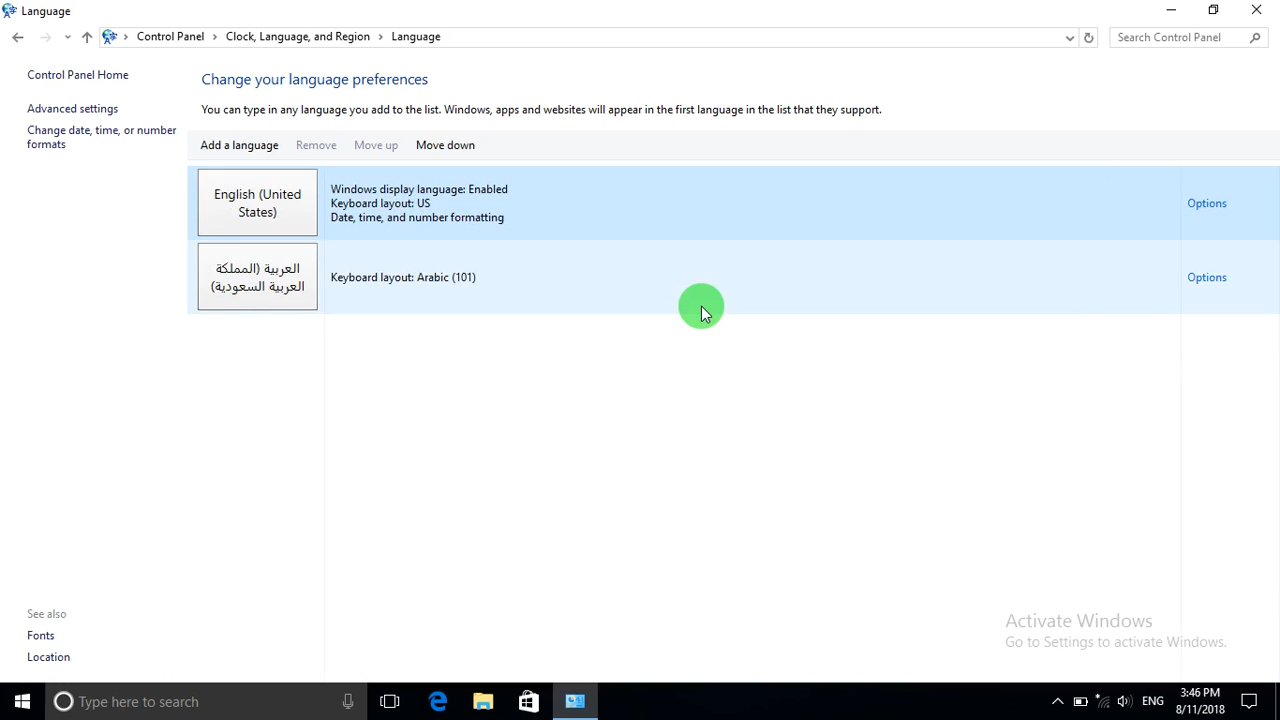 Language
Control Panel
Clock, Language, and Region
Language
Search Control Panel
Control Panel Home
Advanced settings
Change date, time, or number
formats
Change your language preferences
You can type in any language you add to the list. Windows, apps and websites will appear in the first language in the list that they support.
Add a language
Remove
Move up
Move down
English (United
States)
Windows display language: Enabled
Keyboard layout: US
Date, time, and number formatting
Options
العربية (المملكة
العربية السعودية)
Keyboard layout: Arabic (101)
Options
See also
Fonts
Location
Activate Windows
Go to Settings to activate Windows.
Type here to search
ENG
3:46 PM
8/11/2018